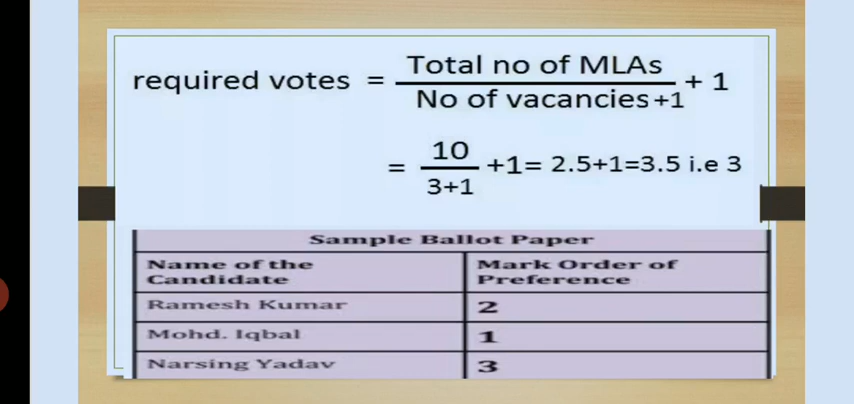 required votes = Total no of MLAs / No of vacancies+1 + 1
= 10 / 3+1 +1= 2.5+1=3.5 i.e 3
Sample Ballot Paper
Name of the Candidate | Mark Order of Preference
Ramesh Kumar | 2
Mohd. Iqbal | 1
Narsing Yadav | 3